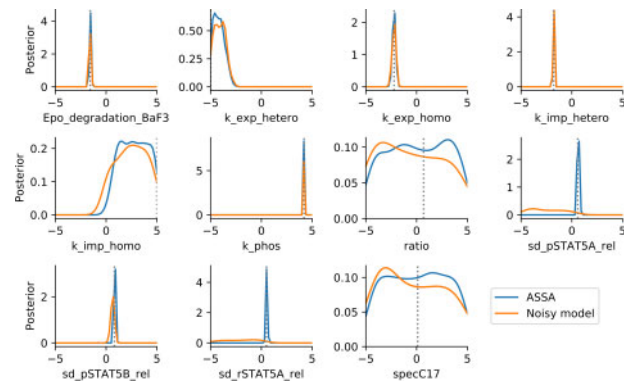 4
2
0
Posterior
−5 0 5
Epo_degradation_BaF3
0.50
0.25
0.00
−5 0 5
k_exp_hetero
2
1
0
−5 0 5
k_exp_homo
4
2
0
−5 0 5
k_imp_hetero
0.2
0.1
0.0
Posterior
−5 0 5
k_imp_homo
5
0
−5 0 5
k_phos
0.10
0.05
0.00
−5 0 5
ratio
2
0
−5 0 5
sd_pSTAT5A_rel
2
0
Posterior
−5 0 5
sd_pSTAT5B_rel
4
2
0
−5 0 5
sd_rSTAT5A_rel
0.10
0.05
0.00
−5 0 5
specC17
ASSA
Noisy model